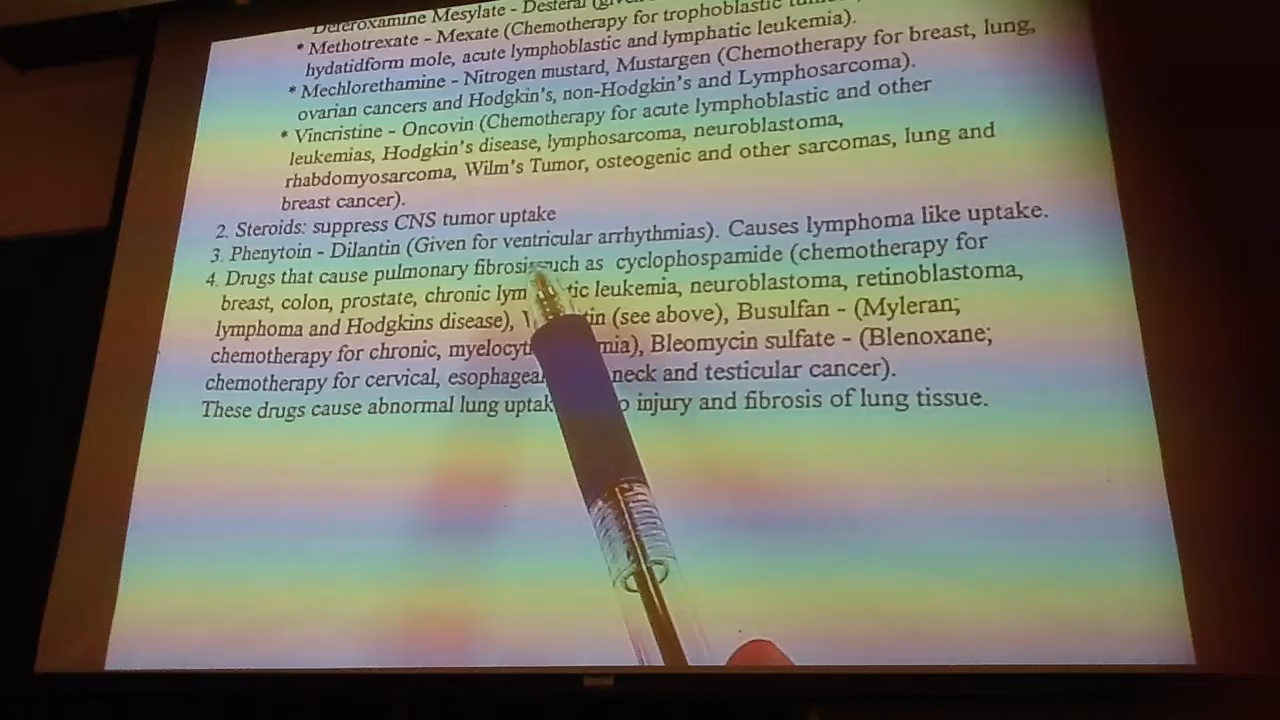 * Deferoxamine Mesylate - Desferal
* Methotrexate - Mexate (Chemotherapy for trophoblastic
hydatidform mole, acute lymphoblastic and lymphatic leukemia).
* Mechlorethamine - Nitrogen mustard, Mustargen (Chemotherapy for breast, lung,
ovarian cancers and Hodgkin's, non-Hodgkin's and Lymphosarcoma).
* Vincristine - Oncovin (Chemotherapy for acute lymphoblastic and other
leukemias, Hodgkin's disease, lymphosarcoma, neuroblastoma,
rhabdomyosarcoma, Wilm's Tumor, osteogenic and other sarcomas, lung and
breast cancer).
2. Steroids: suppress CNS tumor uptake
3. Phenytoin - Dilantin (Given for ventricular arrhythmias). Causes lymphoma like uptake.
4. Drugs that cause pulmonary fibrosis such as cyclophospamide (chemotherapy for
breast, colon, prostate, chronic lym tic leukemia, neuroblastoma, retinoblastoma,
lymphoma and Hodgkins disease), (see above), Busulfan - (Myleran;
chemotherapy for chronic, myelocyt mia), Bleomycin sulfate - (Blenoxane;
chemotherapy for cervical, esophageal neck and testicular cancer).
These drugs cause abnormal lung uptak injury and fibrosis of lung tissue.